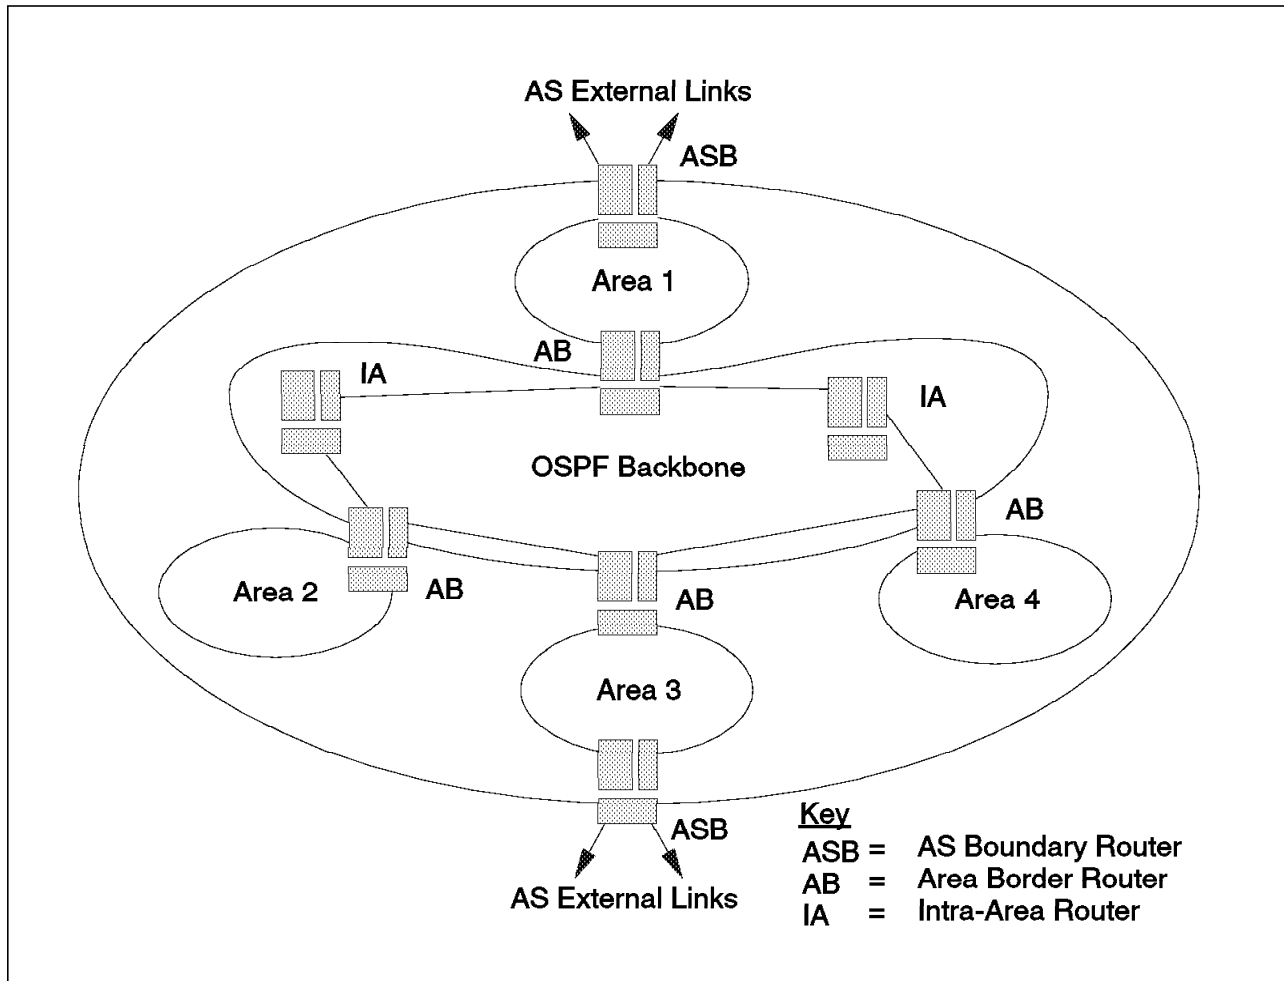 AS External Links
ASB
Area 1
AB
IA
IA
OSPF Backbone
AB
Area 2
AB
AB
Area 4
Area 3
ASB
AS External Links
Key
ASB = AS Boundary Router
AB = Area Border Router
IA = Intra-Area Router